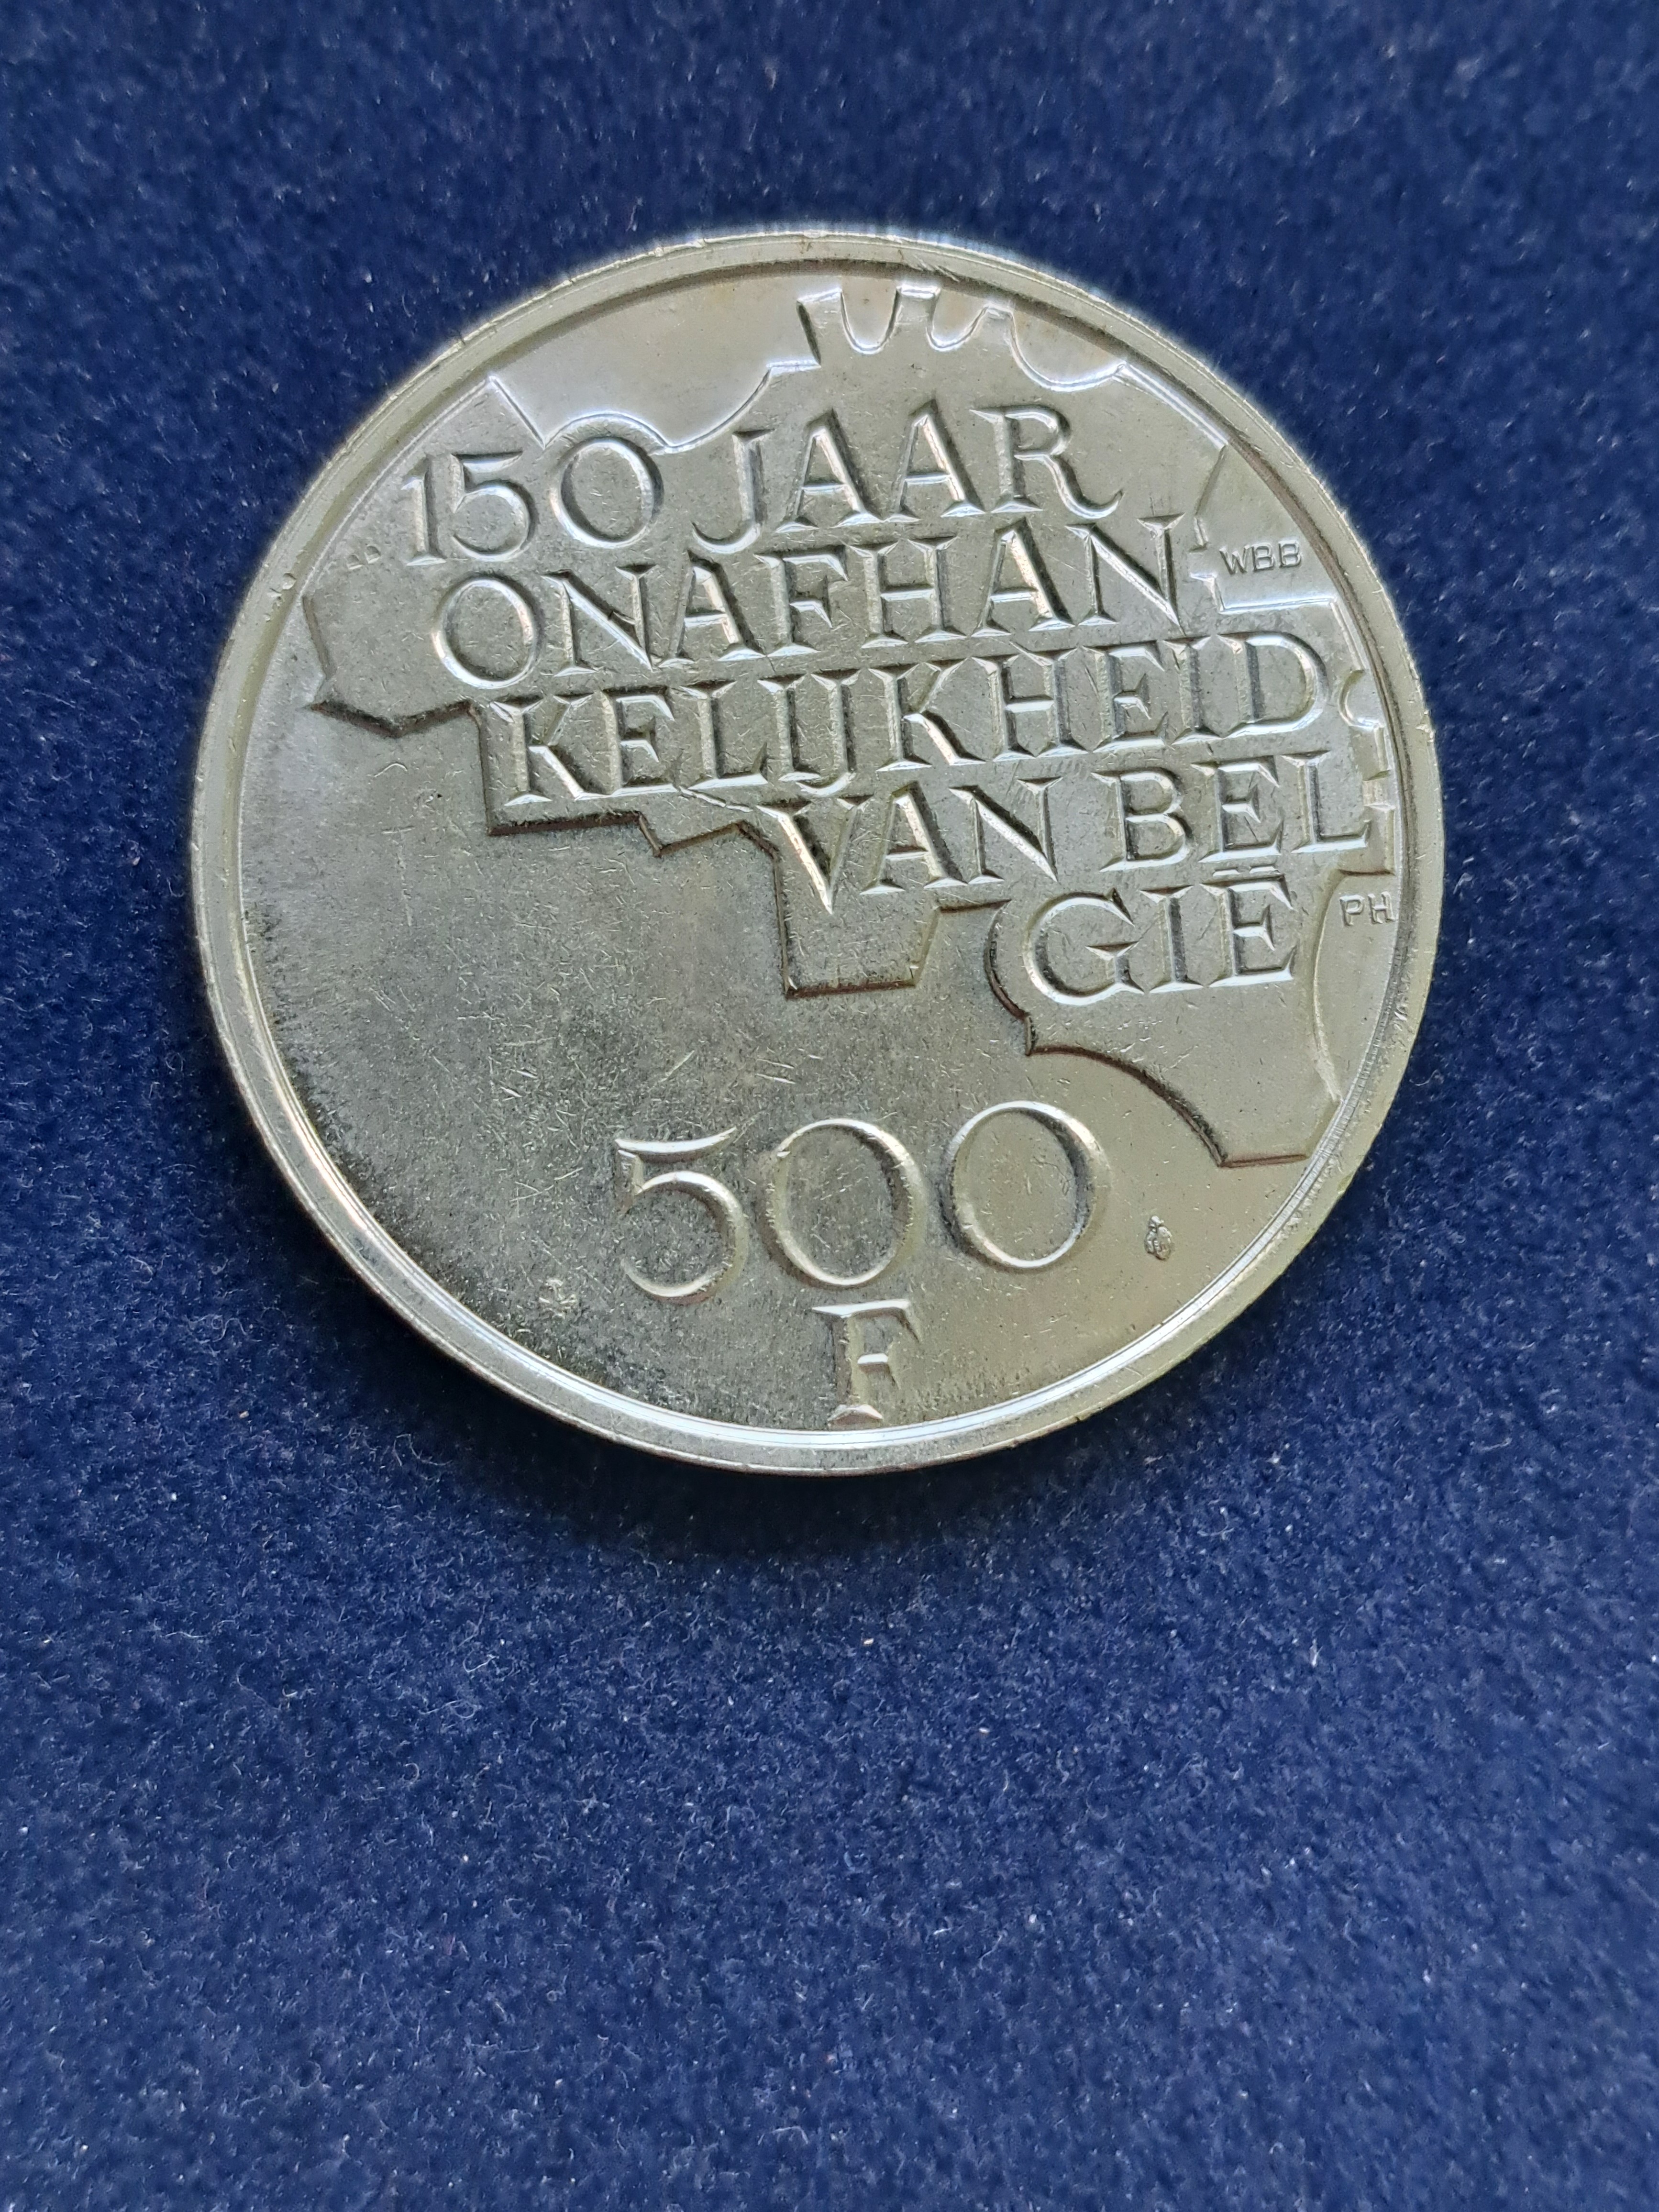 150 JAAR
ONAFHAN
WBB
KELIJKHEID
VAN BEL
GIË
PH
500
F